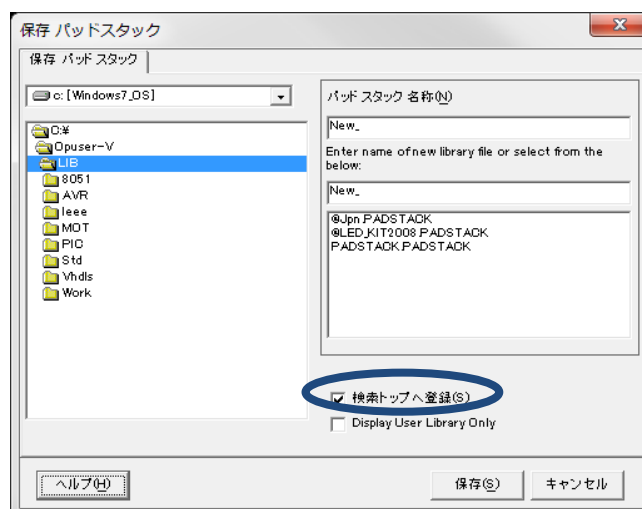 保存 パッドスタック
保存 パッド スタック
c: [Windows7_OS]
C:¥
Opuser-V
LIB
8051
AVR
Ieee
MOT
PIC
Std
Vhdls
Work
パッド スタック 名称(N)
New_
Enter name of new library file or select from the
below:
New_
@Jpn.PADSTACK
@LED_KIT2008.PADSTACK
PADSTACK.PADSTACK
検索トップへ登録(S)
Display User Library Only
ヘルプ(H)
保存(S)
キャンセル